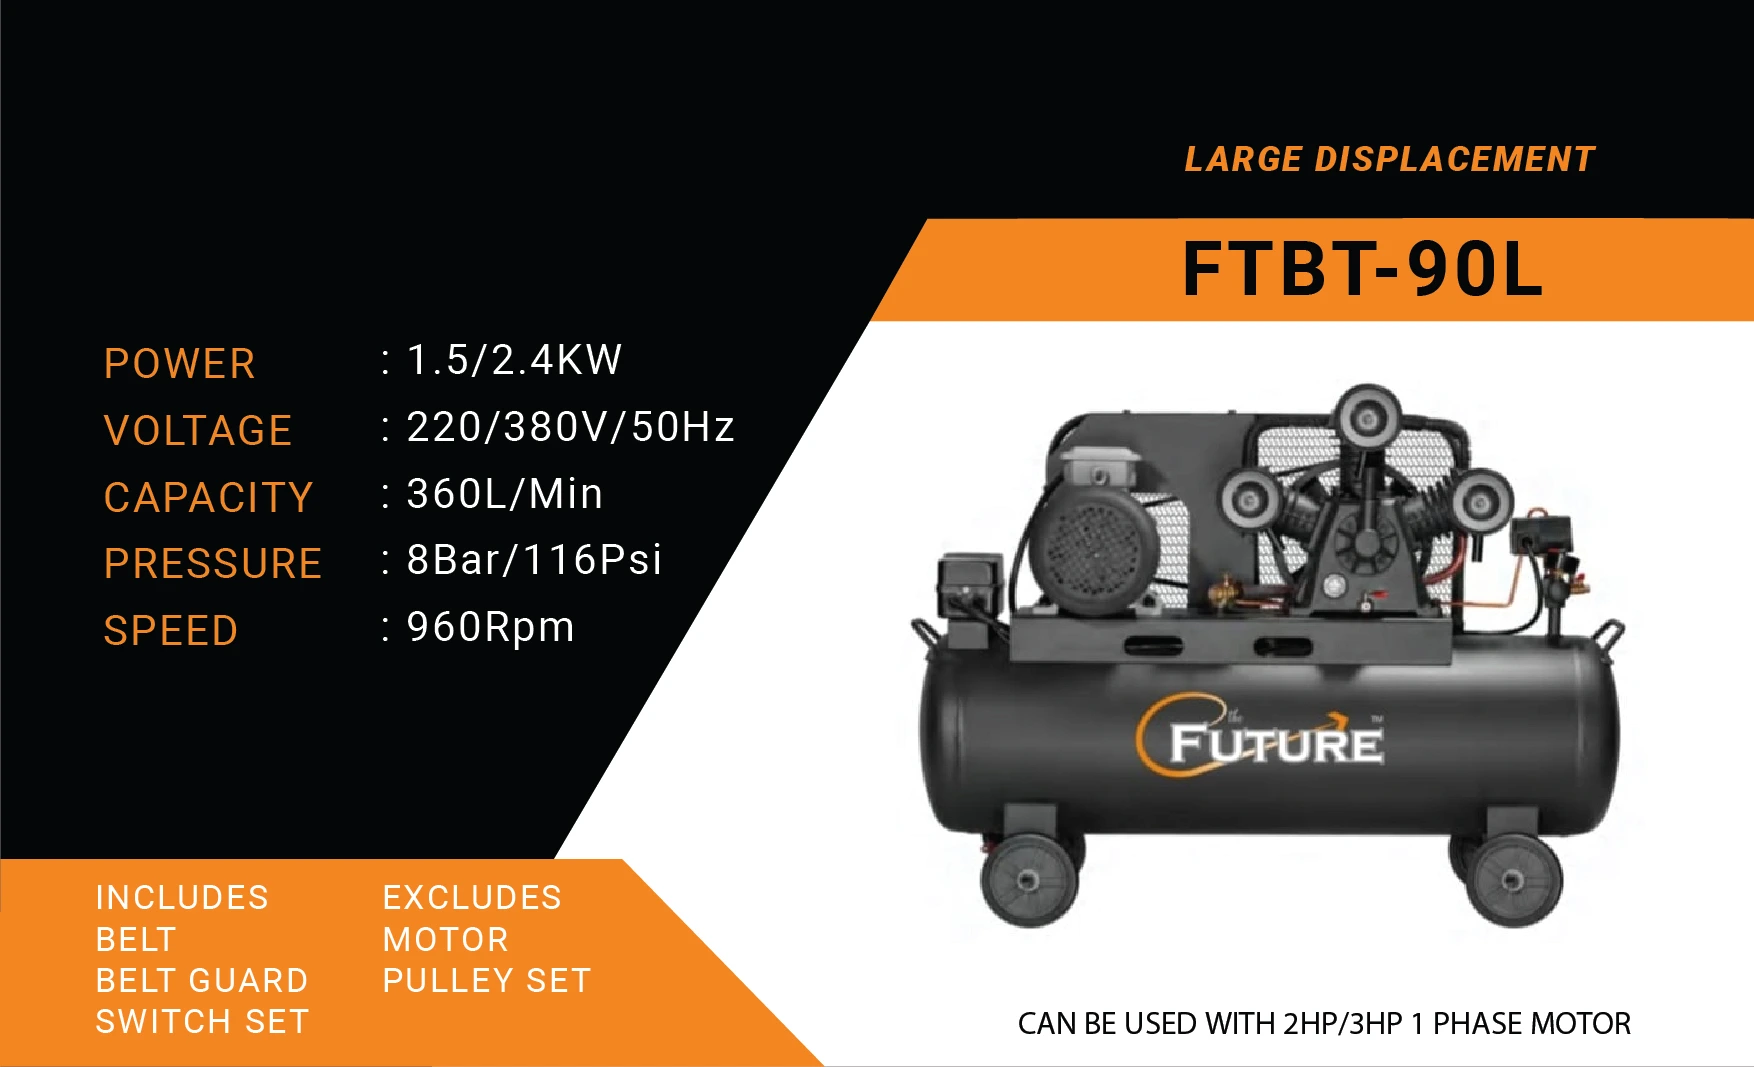 LARGE DISPLACEMENT
FTBT-90L
POWER : 1.5/2.4KW
VOLTAGE : 220/380V/50Hz
CAPACITY : 360L/Min
PRESSURE : 8Bar/116Psi
SPEED : 960Rpm
the
FUTURE™
INCLUDES
BELT
BELT GUARD
SWITCH SET
EXCLUDES
MOTOR
PULLEY SET
CAN BE USED WITH 2HP/3HP 1 PHASE MOTOR